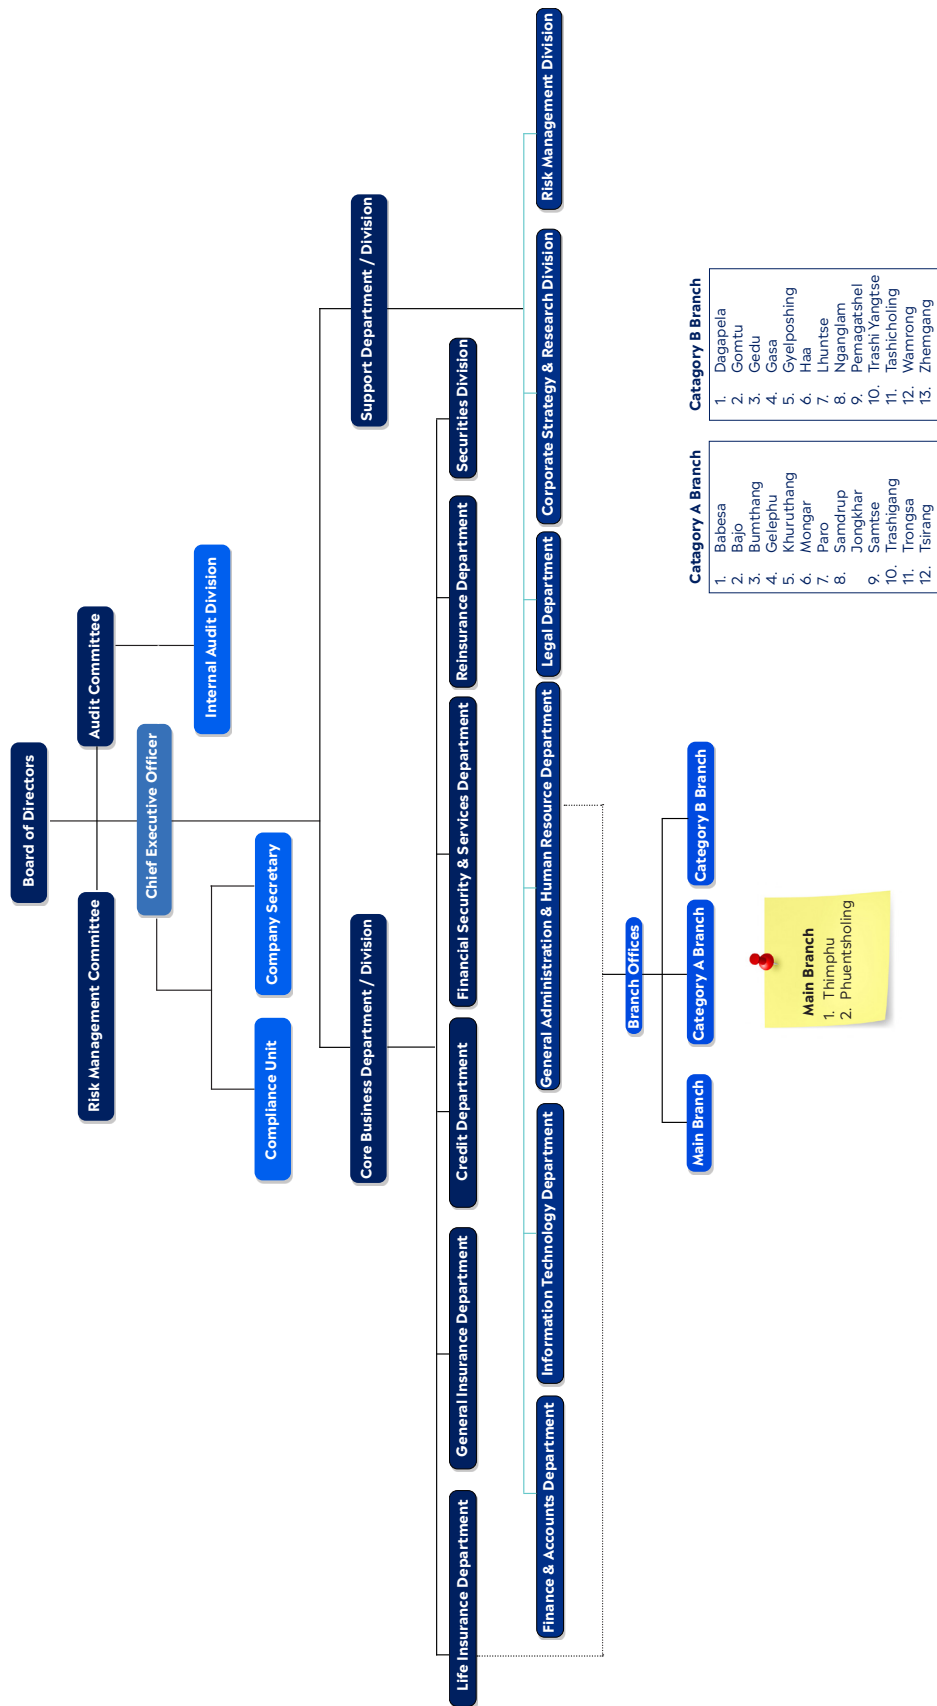 Board of Directors
Risk Management Committee
Audit Committee
Chief Executive Officer
Internal Audit Division
Compliance Unit
Company Secretary
Core Business Department / Division
Support Department / Division
Life Insurance Department
General Insurance Department
Credit Department
Financial Security & Services Department
Reinsurance Department
Securities Division
Finance & Accounts Department
Information Technology Department
General Administration & Human Resource Department
Legal Department
Corporate Strategy & Research Division
Risk Management Division
Branch Offices
Main Branch
Category A Branch
Category B Branch
Main Branch
1. Thimphu
2. Phuentsholing
Catagory A Branch
1. Babesa
2. Bajo
3. Bumthang
4. Gelephu
5. Khuruthang
6. Mongar
7. Paro
8. Samdrup
Jongkhar
9. Samtse
10. Trashigang
11. Trongsa
12. Tsirang
Catagory B Branch
1. Dagapela
2. Gomtu
3. Gedu
4. Gasa
5. Gyelposhing
6. Haa
7. Lhuntse
8. Nganglam
9. Pemagatshel
10. Trashi Yangtse
11. Tashicholing
12. Wamrong
13. Zhemgang